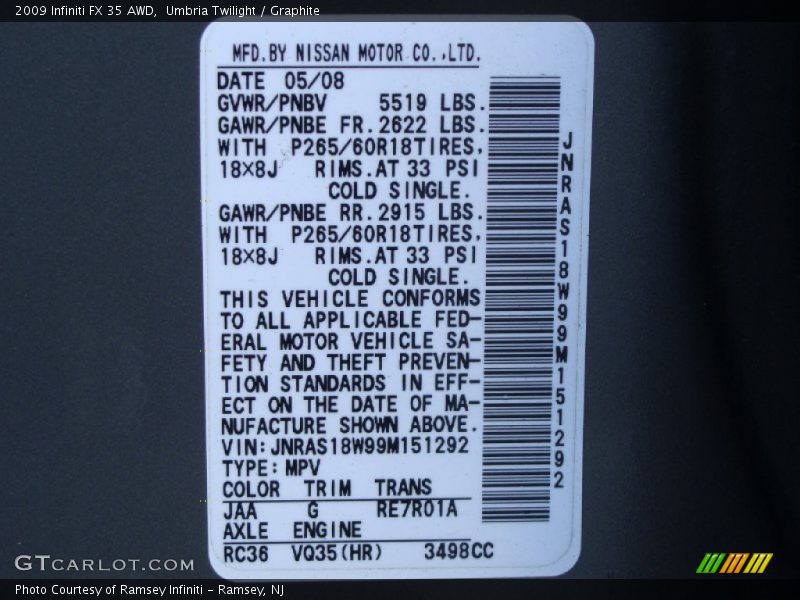 2009 Infiniti FX 35 AWD,  Umbria Twilight / Graphite
MFD.BY NISSAN MOTOR CO.,LTD.
DATE 05/08
GVWR/PNBV 5519 LBS.
GAWR/PNBE FR.2622 LBS.
WITH P265/60R18TIRES,
18×8J RIMS.AT 33 PSI
COLD SINGLE.
GAWR/PNBE RR.2915 LBS.
WITH P265/60R18TIRES,
18×8J RIMS.AT 33 PSI
COLD SINGLE.
THIS VEHICLE CONFORMS
TO ALL APPLICABLE FED-
ERAL MOTOR VEHICLE SA-
FETY AND THEFT PREVEN-
TION STANDARDS IN EFF-
ECT ON THE DATE OF MA-
NUFACTURE SHOWN ABOVE.
VIN:JNRAS18W99M151292
TYPE:MPV
COLOR TRIM TRANS
JAA G RE7R01A
AXLE ENGINE
RC36 VQ35(HR) 3498CC
JNRAS18W99M151292
GTCARLOT.COM
Photo Courtesy of Ramsey Infiniti - Ramsey, NJ